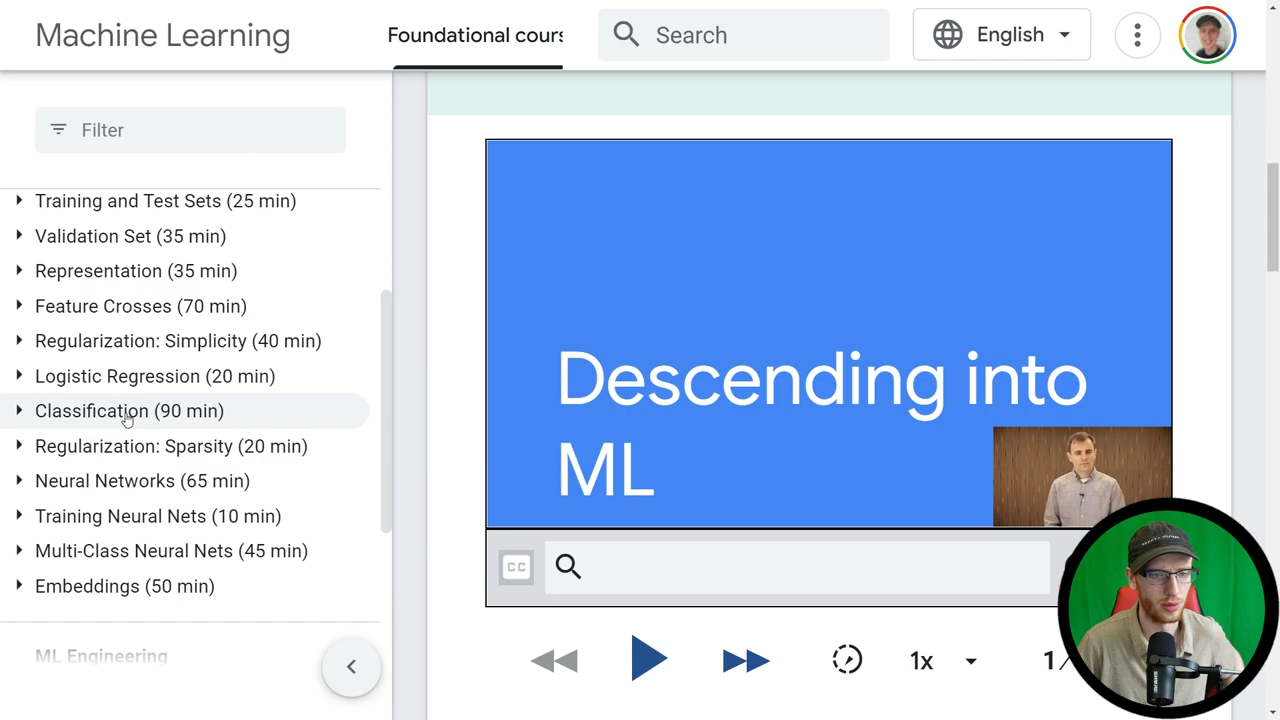 Machine Learning
Foundational cours
Search
English
Filter
Training and Test Sets (25 min)
Validation Set (35 min)
Representation (35 min)
Feature Crosses (70 min)
Regularization: Simplicity (40 min)
Logistic Regression (20 min)
Classification (90 min)
Regularization: Sparsity (20 min)
Neural Networks (65 min)
Training Neural Nets (10 min)
Multi-Class Neural Nets (45 min)
Embeddings (50 min)
ML Engineering
Descending into
ML
CC
1x
1/